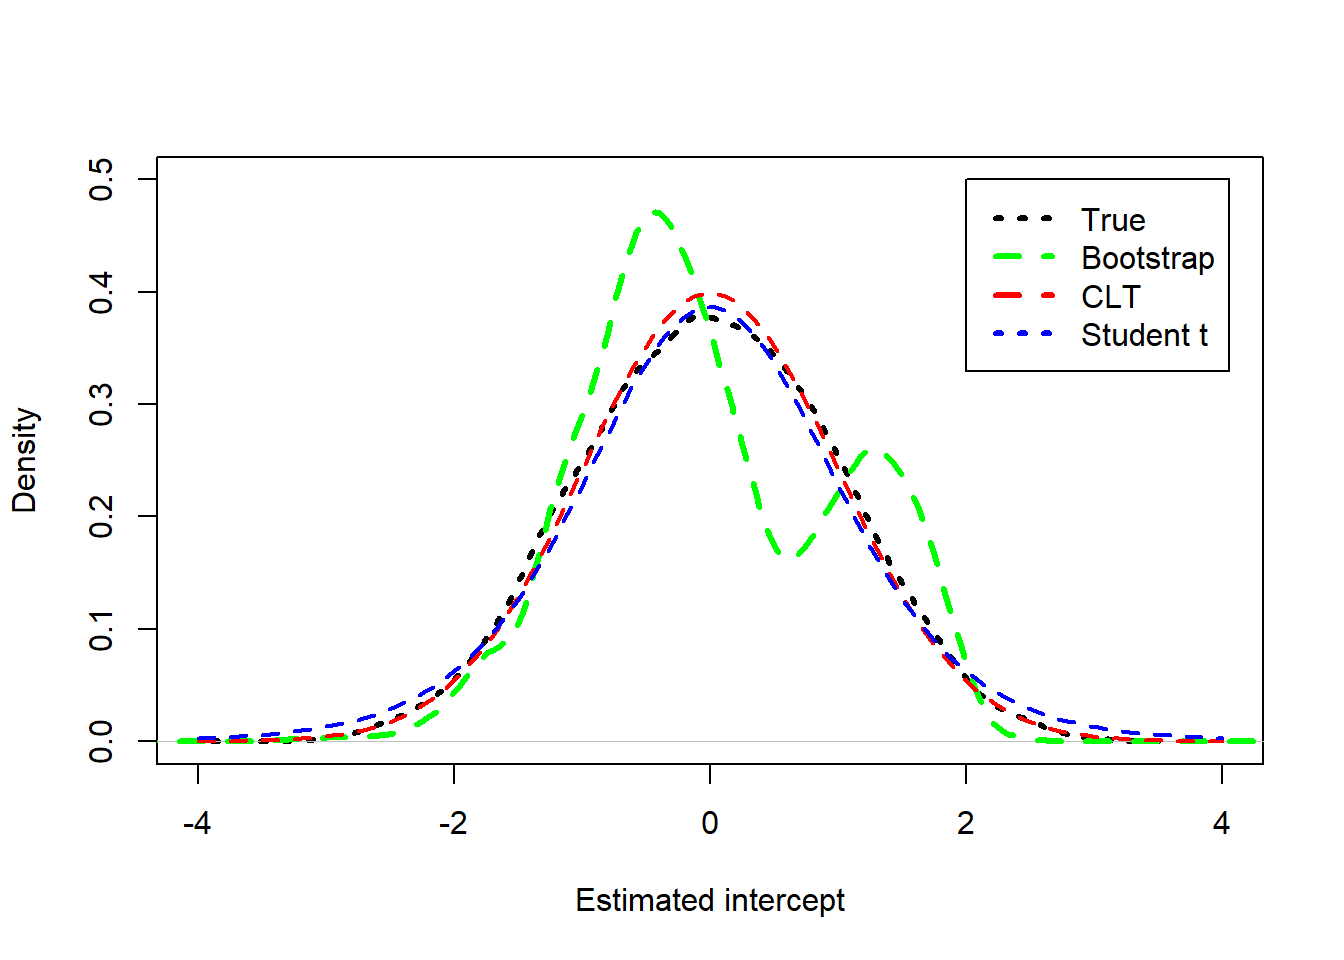 0.5
0.4
0.3
0.2
0.1
0.0
Density
True
Bootstrap
CLT
Student t
-4 -2 0 2 4
Estimated intercept